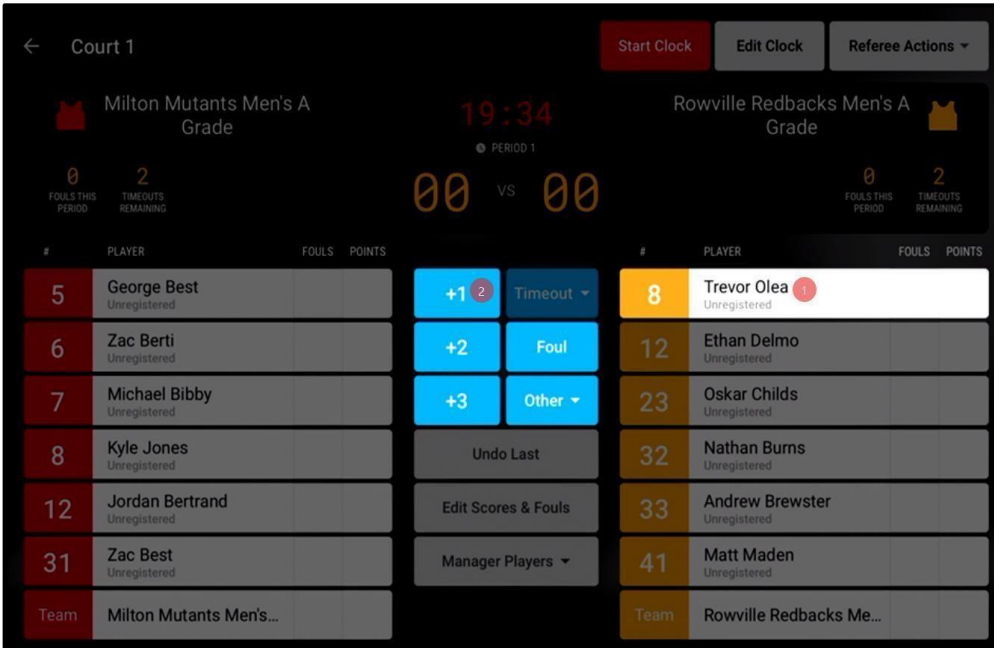 Court 1
Start Clock
Edit Clock
Referee Actions
Milton Mutants Men's A
Grade
19:34
PERIOD 1
Rowville Redbacks Men's A
Grade
0
FOULS THIS
PERIOD
2
TIMEOUTS
REMAINING
00 VS 00
0
FOULS THIS
PERIOD
2
TIMEOUTS
REMAINING
# PLAYER FOULS POINTS
5 George Best
Unregistered
6 Zac Berti
Unregistered
7 Michael Bibby
Unregistered
8 Kyle Jones
Unregistered
12 Jordan Bertrand
Unregistered
31 Zac Best
Unregistered
Team Milton Mutants Men's...
+1 2 Timeout
+2 Foul
+3 Other
Undo Last
Edit Scores & Fouls
Manager Players
# PLAYER FOULS POINTS
8 Trevor Olea 1
Unregistered
12 Ethan Delmo
Unregistered
23 Oskar Childs
Unregistered
32 Nathan Burns
Unregistered
33 Andrew Brewster
Unregistered
41 Matt Maden
Unregistered
Team Rowville Redbacks Me...